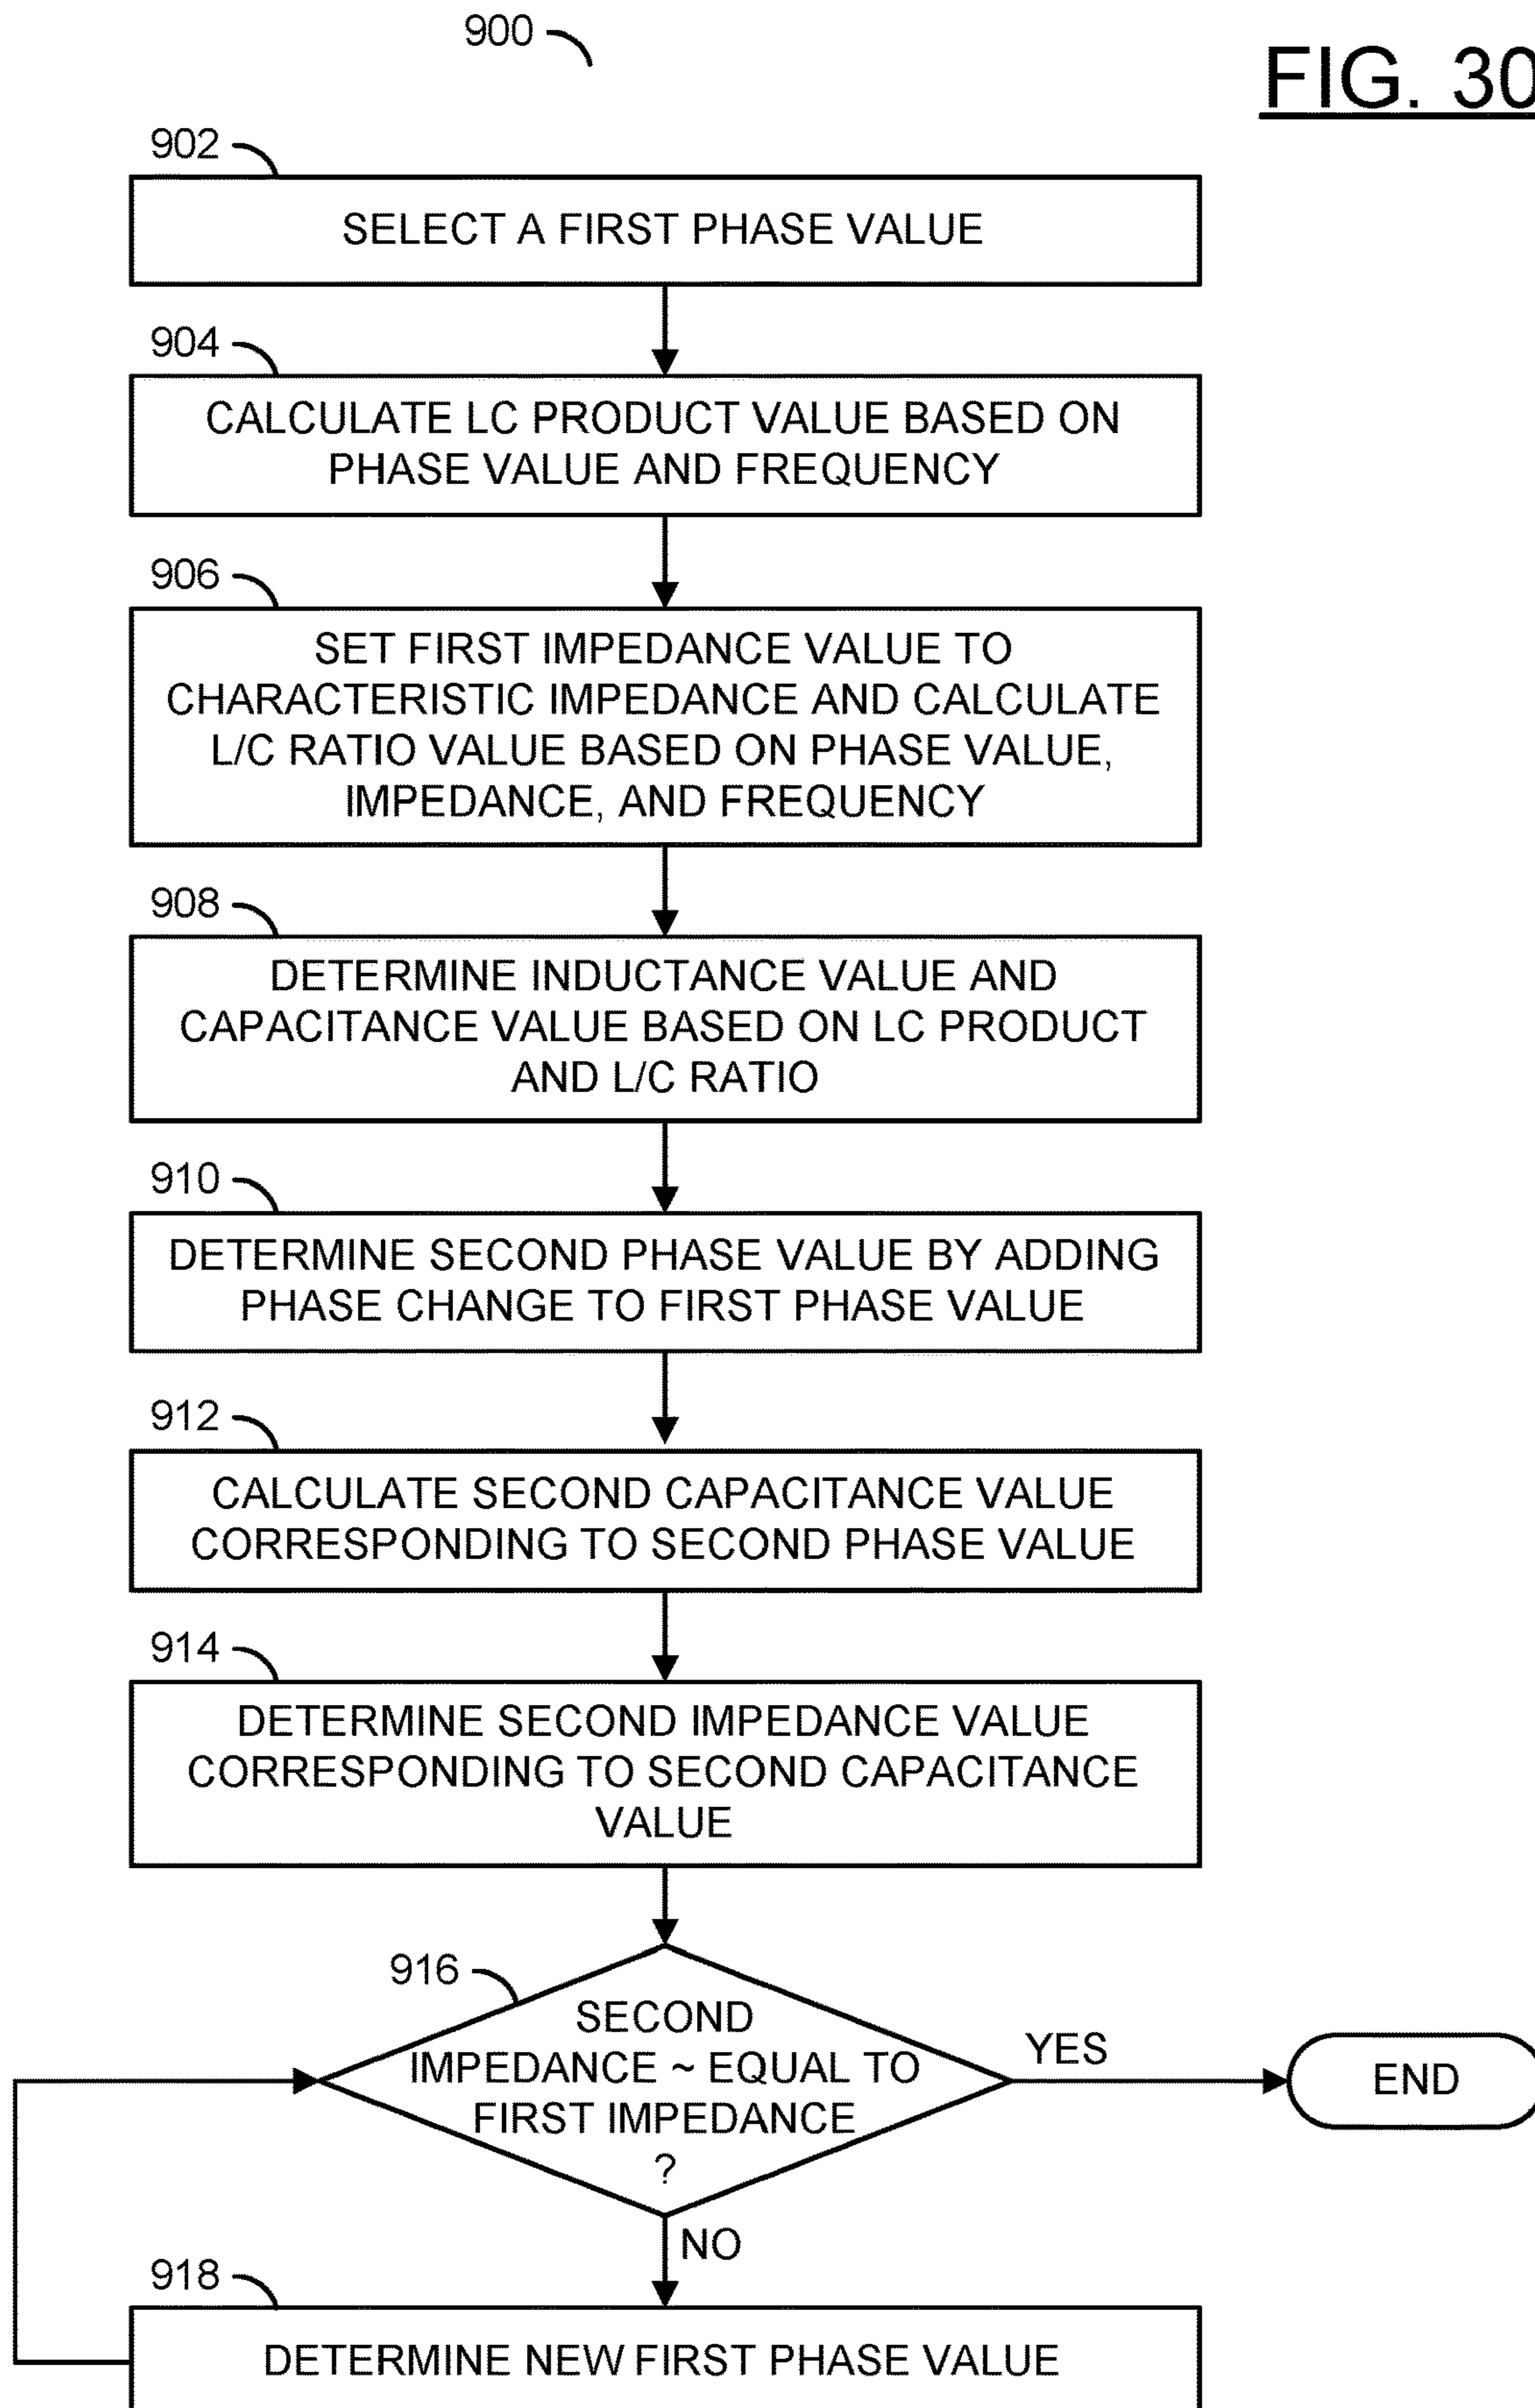 900
FIG. 30
902
SELECT A FIRST PHASE VALUE
904
CALCULATE LC PRODUCT VALUE BASED ON
PHASE VALUE AND FREQUENCY
906
SET FIRST IMPEDANCE VALUE TO
CHARACTERISTIC IMPEDANCE AND CALCULATE
L/C RATIO VALUE BASED ON PHASE VALUE,
IMPEDANCE, AND FREQUENCY
908
DETERMINE INDUCTANCE VALUE AND
CAPACITANCE VALUE BASED ON LC PRODUCT
AND L/C RATIO
910
DETERMINE SECOND PHASE VALUE BY ADDING
PHASE CHANGE TO FIRST PHASE VALUE
912
CALCULATE SECOND CAPACITANCE VALUE
CORRESPONDING TO SECOND PHASE VALUE
914
DETERMINE SECOND IMPEDANCE VALUE
CORRESPONDING TO SECOND CAPACITANCE
VALUE
916
SECOND
IMPEDANCE ~ EQUAL TO
FIRST IMPEDANCE
?
YES
END
NO
918
DETERMINE NEW FIRST PHASE VALUE